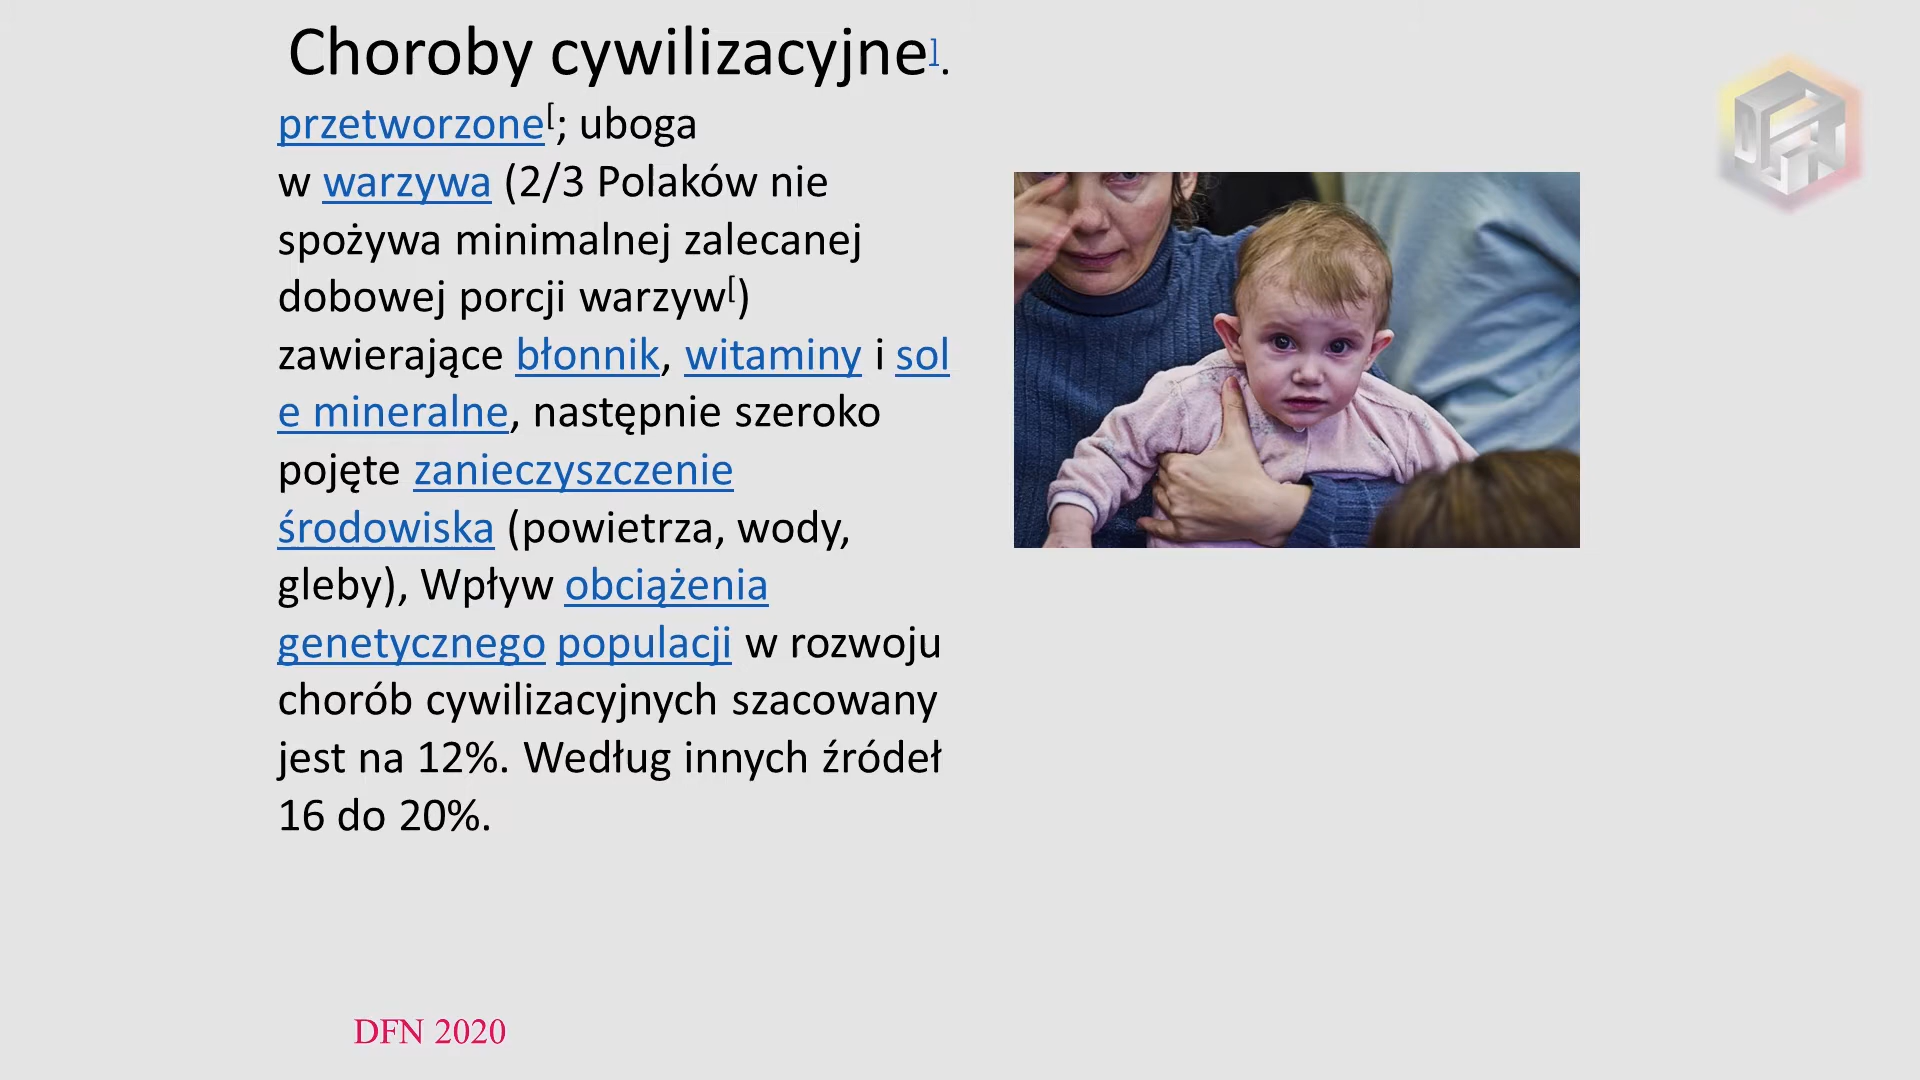 Choroby cywilizacyjne].
przetworzone[; uboga
w warzywa (2/3 Polaków nie
spożywa minimalnej zalecanej
dobowej porcji warzyw[)
zawierające błonnik, witaminy i sol
e mineralne, następnie szeroko
pojęte zanieczyszczenie
środowiska (powietrza, wody,
gleby), Wpływ obciążenia
genetycznego populacji w rozwoju
chorób cywilizacyjnych szacowany
jest na 12%. Według innych źródeł
16 do 20%.
DFN 2020